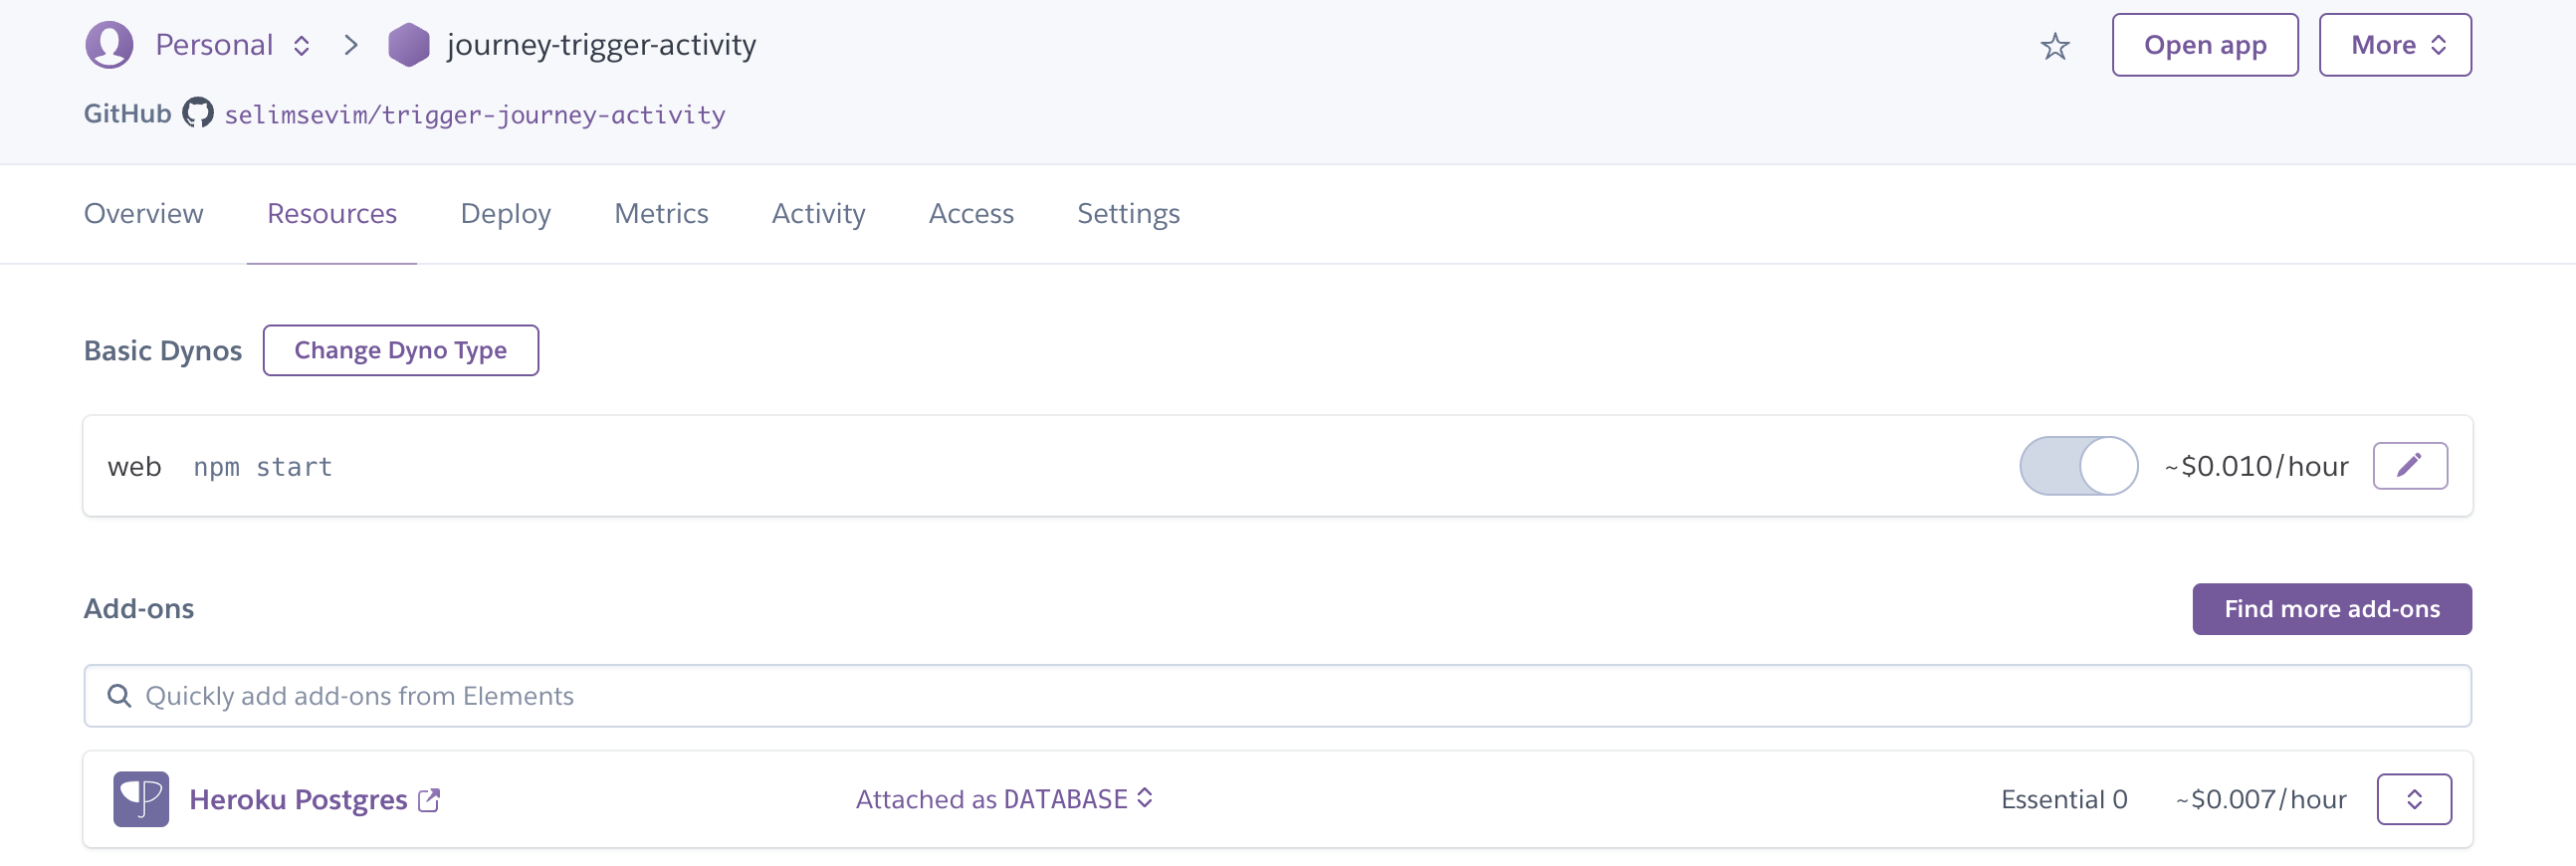 Personal > journey-trigger-activity
Open app
More
GitHub selimsevim/trigger-journey-activity
Overview Resources Deploy Metrics Activity Access Settings
Basic Dynos Change Dyno Type
web npm start ~$0.010/hour
Add-ons Find more add-ons
Quickly add add-ons from Elements
Heroku Postgres Attached as DATABASE Essential 0 ~$0.007/hour